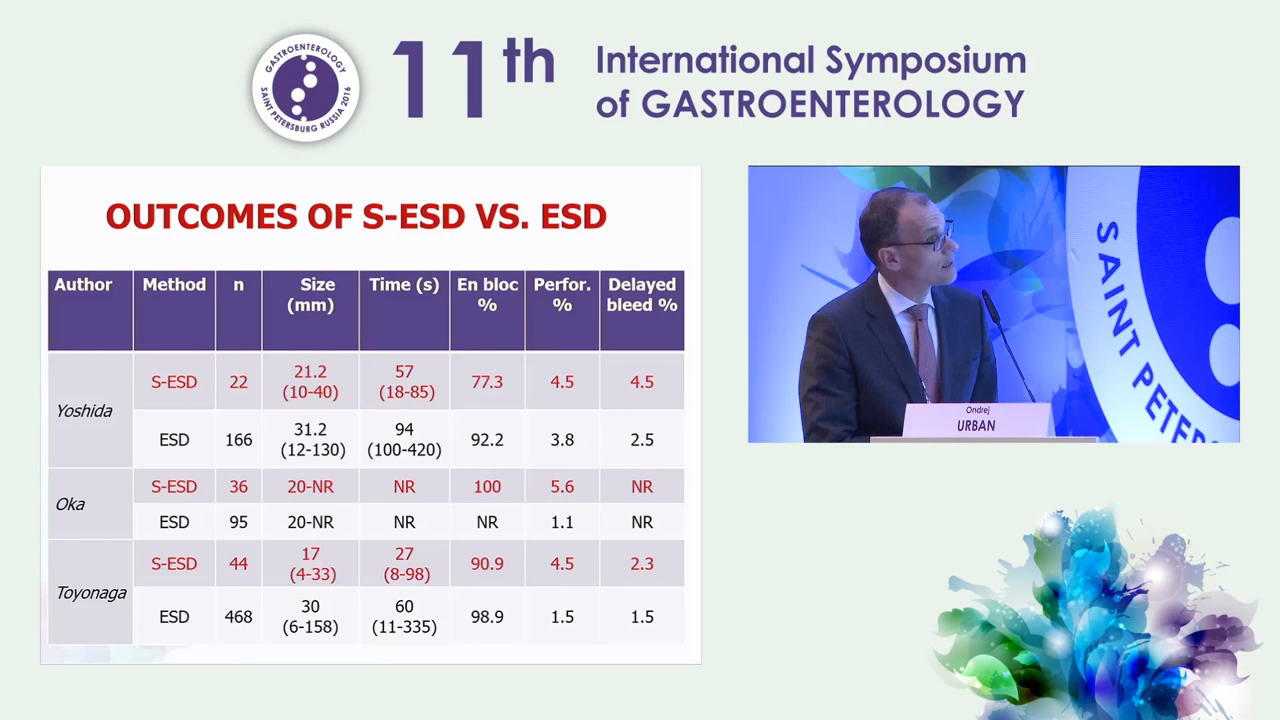 GASTROENTEROLOGY
SAINT PETERSBURG RUSSIA 2016
11th
International Symposium
of GASTROENTEROLOGY
OUTCOMES OF S-ESD VS. ESD
Author Method n Size (mm) Time (s) En bloc % Perfor. % Delayed bleed %
Yoshida S-ESD 22 21.2 (10-40) 57 (18-85) 77.3 4.5 4.5
ESD 166 31.2 (12-130) 94 (100-420) 92.2 3.8 2.5
Oka S-ESD 36 20-NR NR 100 5.6 NR
ESD 95 20-NR NR NR 1.1 NR
Toyonaga S-ESD 44 17 (4-33) 27 (8-98) 90.9 4.5 2.3
ESD 468 30 (6-158) 60 (11-335) 98.9 1.5 1.5
SAINT
Ondrej
URBAN